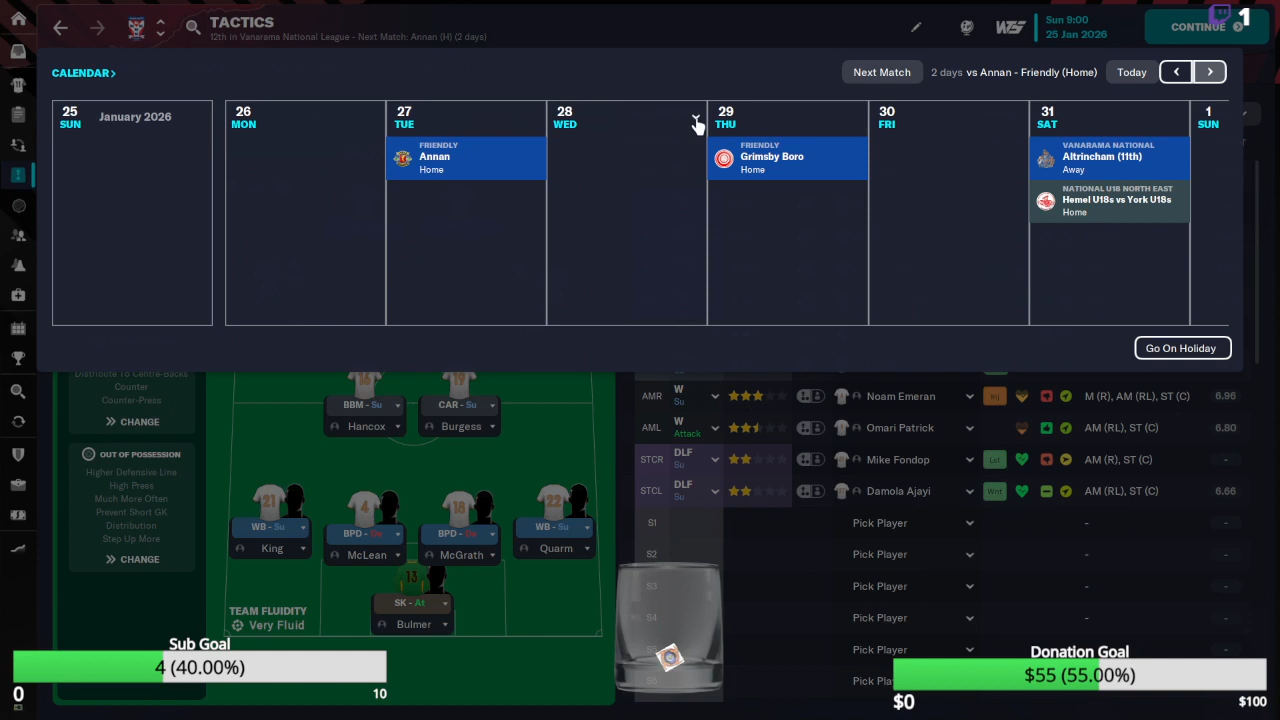 TACTICS
12th in Vanarama National League - Next Match: Annan (H) (2 days)
Sun 9:00
25 Jan 2026
CONTINUE
1
CALENDAR
Next Match
2 days vs Annan - Friendly (Home)
Today
25
SUN
January 2026
26
MON
27
TUE
28
WED
29
THU
30
FRI
31
SAT
1
SUN
FRIENDLY
Annan
Home
FRIENDLY
Grimsby Boro
Home
VANARAMA NATIONAL
Altrincham (11th)
Away
NATIONAL U18 NORTH EAST
Hemel U18s vs York U18s
Home
Go On Holiday
Distribute To Centre-Backs
Counter
Counter-Press
CHANGE
OUT OF POSSESSION
Higher Defensive Line
High Press
Much More Often
Prevent Short GK
Distribution
Step Up More
CHANGE
BBM - Su
Hancox
CAR - Su
Burgess
21
WB - Su
King
4
BPD - De
McLean
18
BPD - De
McGrath
22
WB - Su
Quarm
13
SK - At
Bulmer
TEAM FLUIDITY
Very Fluid
AMR W Su Noam Emeran Inj M (R), AM (RL), ST (C) 6.96
AML W Attack Omari Patrick AM (RL), ST (C) 6.80
STCR DLF Su Mike Fondop AM (R), ST (C) -
STCL DLF Su Damola Ajayi Wnt AM (RL), ST (C) 6.66
S1 Pick Player - -
S2 Pick Player - -
S3 Pick Player - -
S4 Pick Player - -
Pick Player - -
Sub Goal
4 (40.00%)
0
10
Donation Goal
$55 (55.00%)
$0
$100